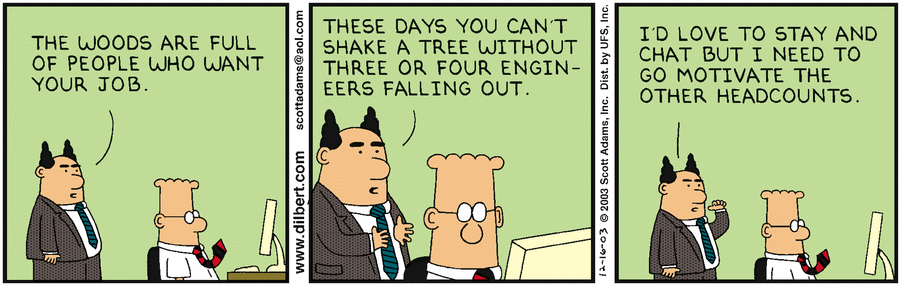 THE WOODS ARE FULL
OF PEOPLE WHO WANT
YOUR JOB.
www.dilbert.com
scottadams@aol.com
THESE DAYS YOU CAN'T
SHAKE A TREE WITHOUT
THREE OR FOUR ENGIN-
EERS FALLING OUT.
12-16-03 © 2003 Scott Adams, Inc. Dist. by UFS, Inc.
I'D LOVE TO STAY AND
CHAT BUT I NEED TO
GO MOTIVATE THE
OTHER HEADCOUNTS.